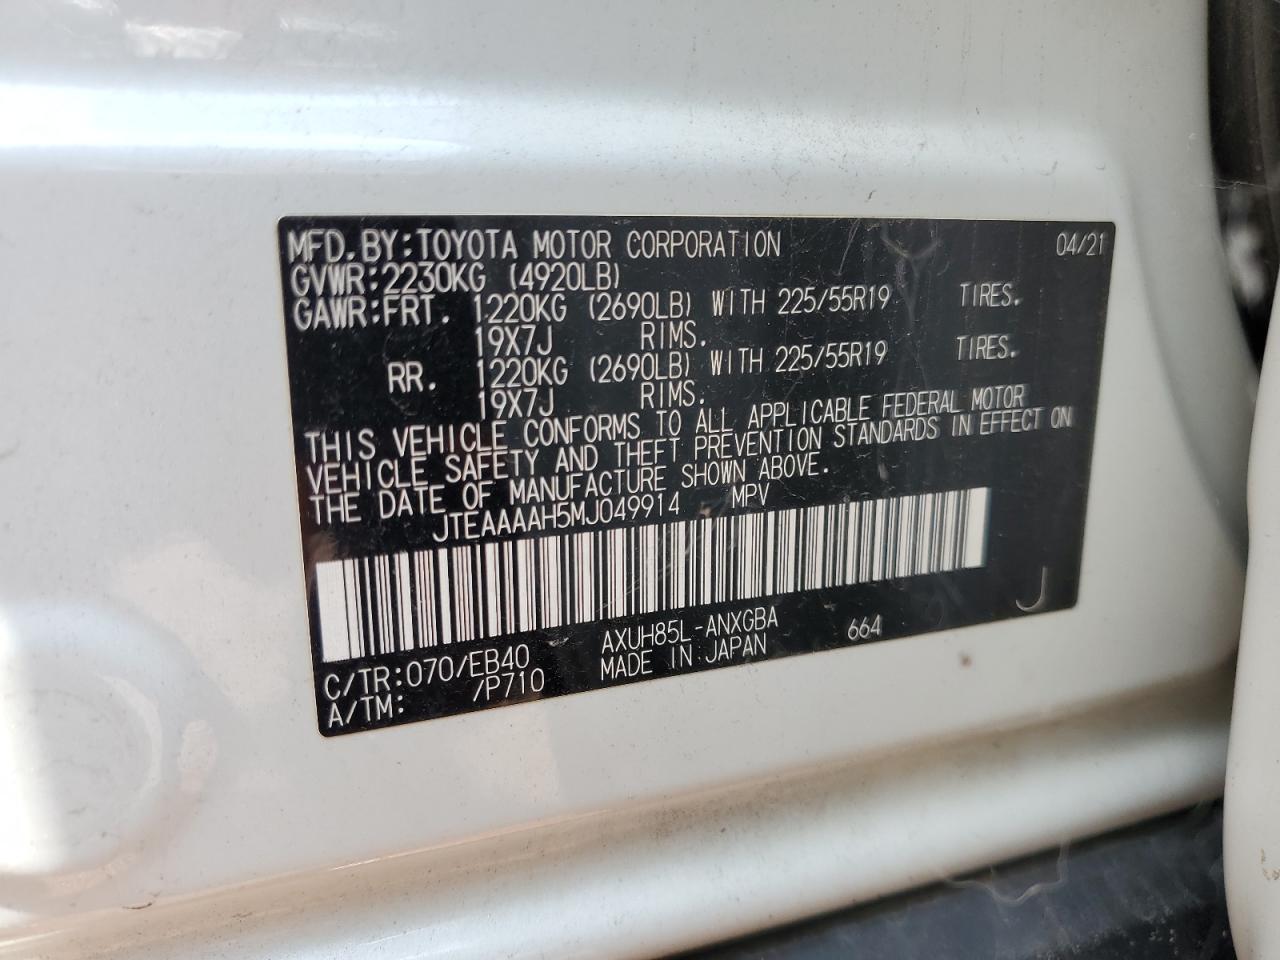 MFD.BY:TOYOTA MOTOR CORPORATION 04/21
GVWR:2230KG (4920LB)
GAWR:FRT. 1220KG (2690LB) WITH 225/55R19 TIRES.
19X7J RIMS.
RR. 1220KG (2690LB) WITH 225/55R19 TIRES.
19X7J RIMS.
THIS VEHICLE CONFORMS TO ALL APPLICABLE FEDERAL MOTOR
VEHICLE SAFETY AND THEFT PREVENTION STANDARDS IN EFFECT ON
THE DATE OF MANUFACTURE SHOWN ABOVE.
JTEAAAAH5MJ049914 MPV
J
C/TR:070/EB40 AXUH85L-ANXGBA 664
A/TM: /P710 MADE IN JAPAN